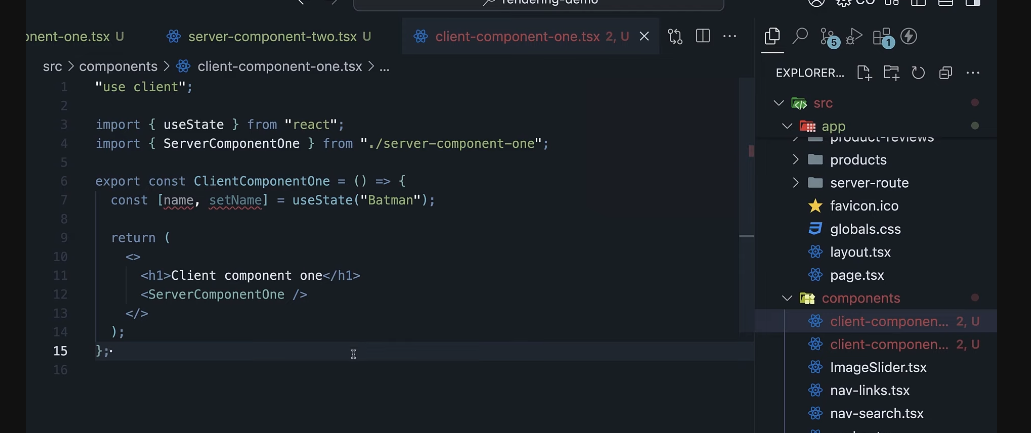 rendering-demo
nent-one.tsx U
server-component-two.tsx U
client-component-one.tsx 2, U
src > components > client-component-one.tsx > ...
1 "use client";
2
3 import { useState } from "react";
4 import { ServerComponentOne } from "./server-component-one";
5
6 export const ClientComponentOne = () => {
7 const [name, setName] = useState("Batman");
8
9 return (
10 <>
11 <h1>Client component one</h1>
12 <ServerComponentOne />
13 </>
14 );
15 };
16
5
1
EXPLORER...
src
app
product-reviews
products
server-route
favicon.ico
globals.css
layout.tsx
page.tsx
components
client-componen... 2, U
client-componen... 2, U
ImageSlider.tsx
nav-links.tsx
nav-search.tsx